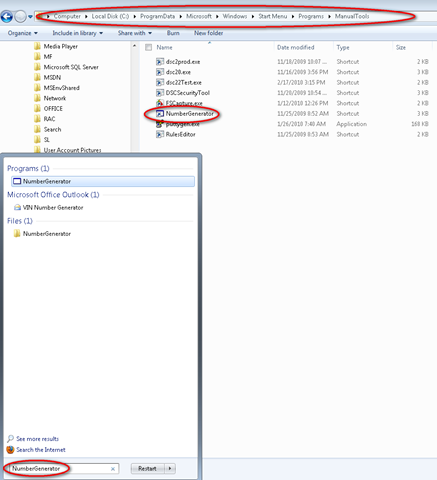 Computer ▸ Local Disk (C:) ▸ ProgramData ▸ Microsoft ▸ Windows ▸ Start Menu ▸ Programs ▸ ManualTools
Organize ▾ Include in library ▾ Share with ▾ Burn New folder
Media Player
MF
Microsoft SQL Server
MSDN
MSEnvShared
Network
OFFICE
RAC
Search
SL
User Account Pictures
Name Date modified Type Size
dsc2prod.exe 11/18/2009 10:07 ... Shortcut 2 KB
dsc20.exe 11/16/2009 3:56 PM Shortcut 3 KB
dsc22Test.exe 2/17/2010 3:15 PM Shortcut 2 KB
DSCSecurityTool 11/20/2009 10:54 ... Shortcut 3 KB
FSCapture.exe 1/12/2010 12:26 PM Shortcut 2 KB
NumberGenerator 11/25/2009 8:52 AM Shortcut 3 KB
puttygen.exe 1/26/2010 7:40 AM Application 168 KB
RulesEditor 11/25/2009 8:53 AM Shortcut 3 KB
Programs (1)
NumberGenerator
Microsoft Office Outlook (1)
VIN Number Generator
Files (1)
NumberGenerator
See more results
Search the Internet
NumberGenerator × Restart